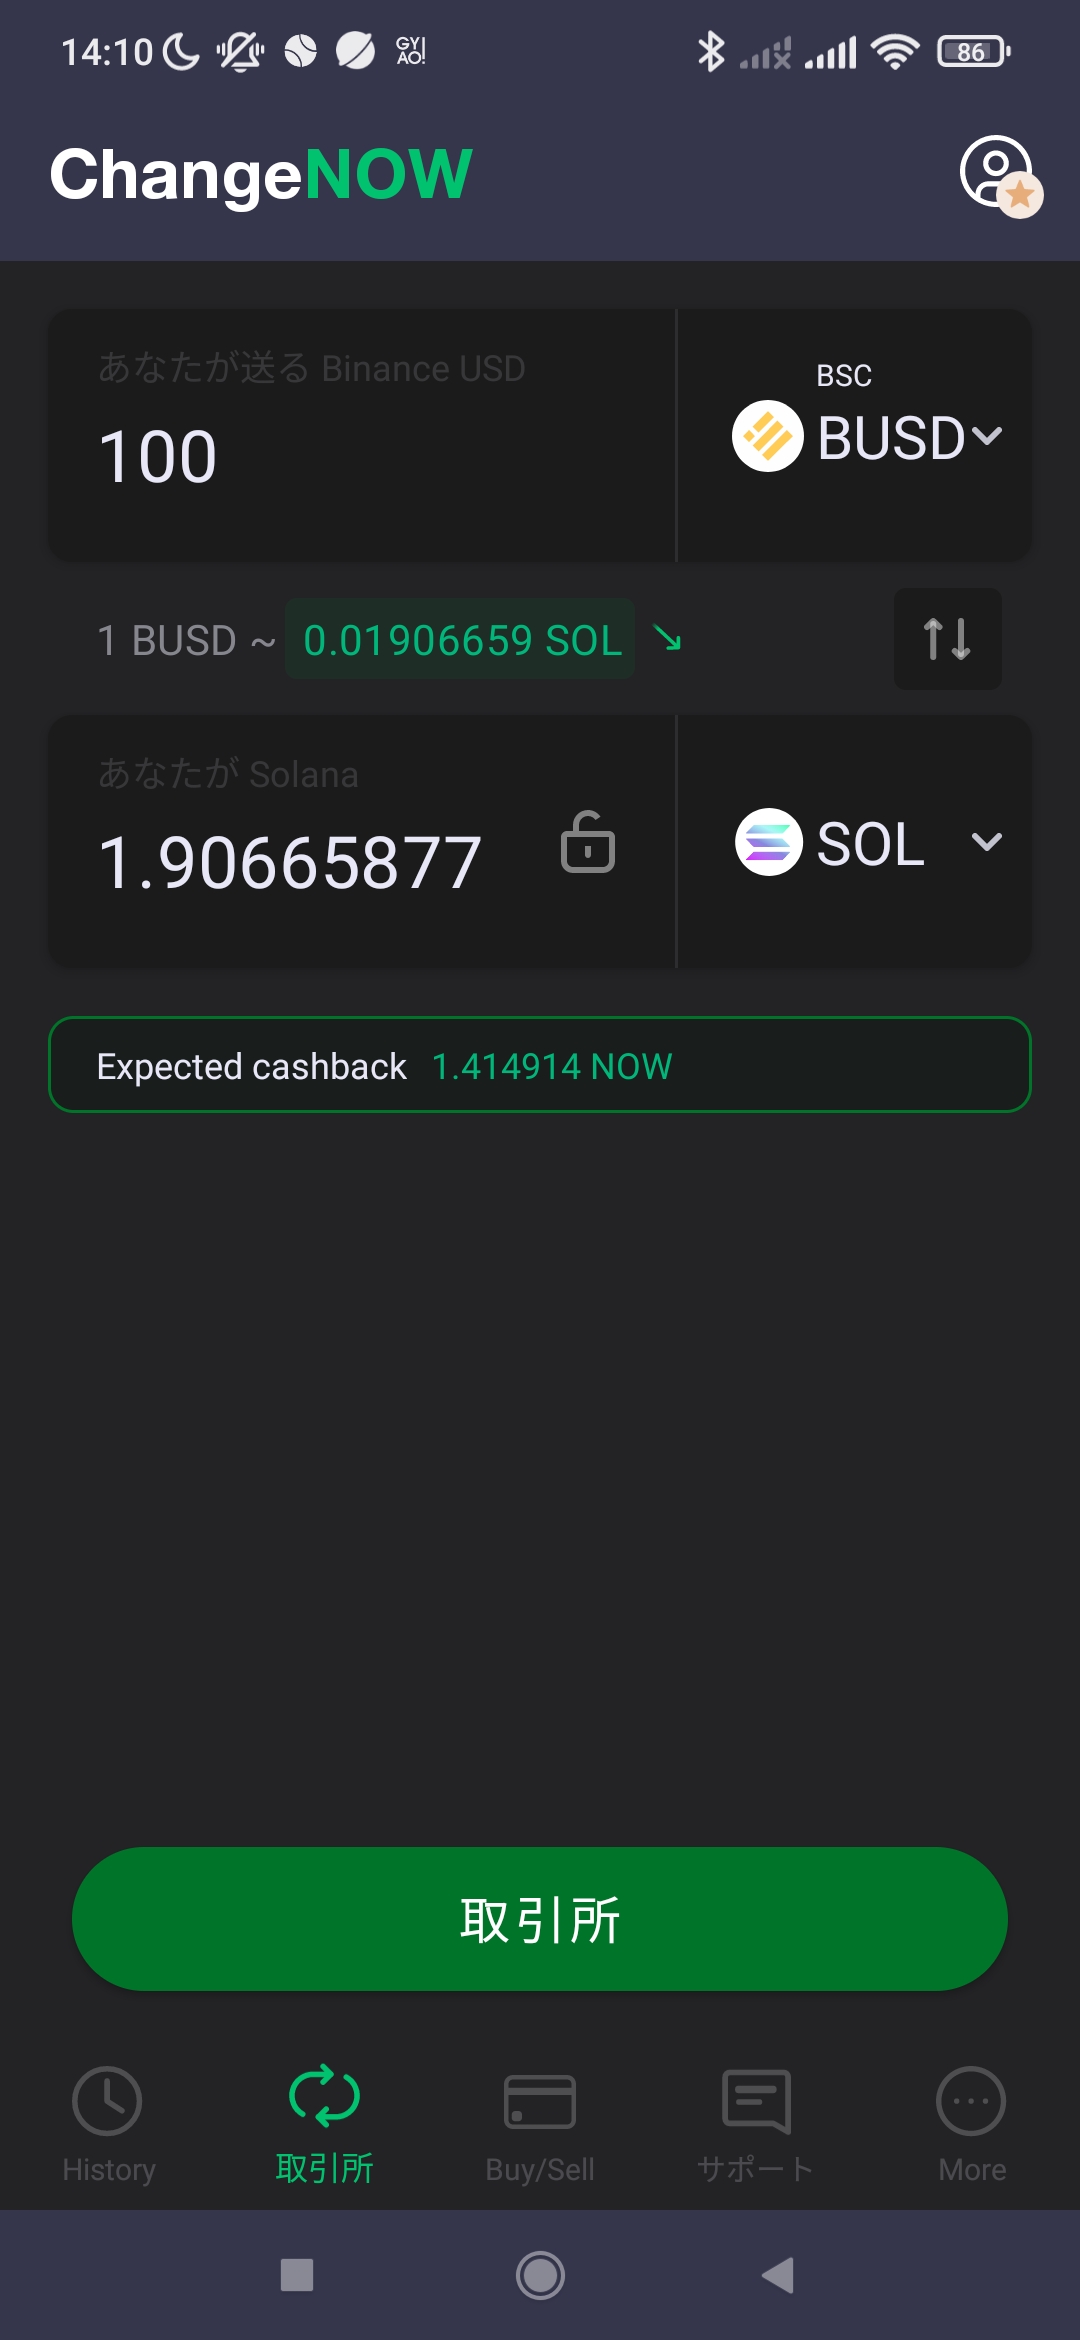 14:10
GYAO!
86
ChangeNOW
あなたが送る Binance USD
100
BSC
BUSD
1 BUSD ~ 0.01906659 SOL
あなたが Solana
1.90665877
SOL
Expected cashback 1.414914 NOW
取引所
History
取引所
Buy/Sell
サポート
More